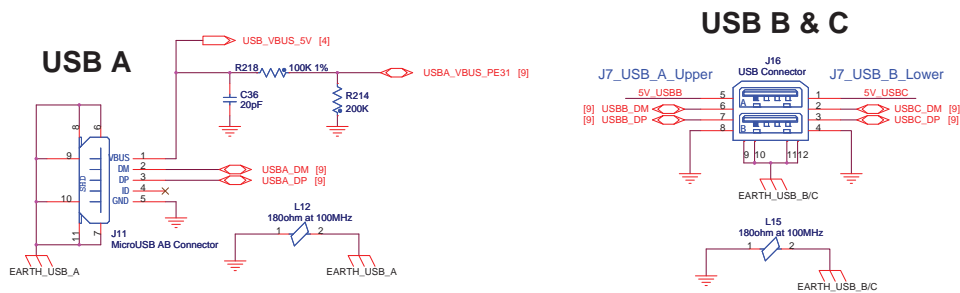 USB A
USB_VBUS_5V [4]
R218
100K 1%
USBA_VBUS_PE31 [9]
C36
20pF
R214
200K
8
6
9
VBUS
1
DM
2
USBA_DM [9]
SHD
DP
3
USBA_DP [9]
ID
4
10
GND
5
11
7
J11
MicroUSB AB Connector
EARTH_USB_A
L12
180ohm at 100MHz
1
2
EARTH_USB_A
USB B & C
J16
USB Connector
J7_USB_A_Upper
J7_USB_B_Lower
5V_USBB
5
1
5V_USBC
A
[9] USBB_DM
6
2
USBC_DM [9]
[9] USBB_DP
7
3
USBC_DP [9]
B
8
4
9
10
11
12
EARTH_USB_B/C
L15
180ohm at 100MHz
1
2
EARTH_USB_B/C